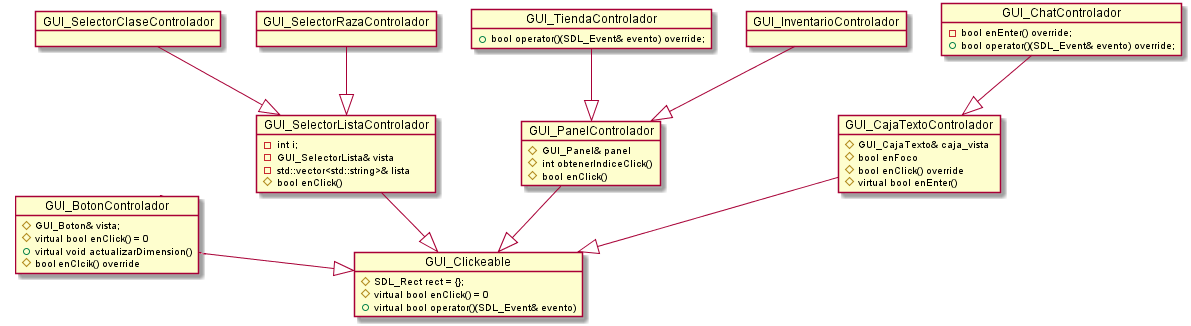 GUI_SelectorClaseControlador
GUI_SelectorRazaControlador
GUI_TiendaControlador
bool operator()(SDL_Event& evento) override;
GUI_InventarioControlador
GUI_ChatControlador
bool enEnter() override;
bool operator()(SDL_Event& evento) override;
GUI_SelectorListaControlador
int i;
GUI_SelectorLista& vista
std::vector<std::string>& lista
bool enClick()
GUI_PanelControlador
GUI_Panel& panel
int obtenerIndiceClick()
bool enClick()
GUI_CajaTextoControlador
GUI_CajaTexto& caja_vista
bool enFoco
bool enClick() override
virtual bool enEnter()
GUI_BotonControlador
GUI_Boton& vista;
virtual bool enClick() = 0
virtual void actualizarDimension()
bool enClcik() override
GUI_Clickeable
SDL_Rect rect = {};
virtual bool enClick() = 0
virtual bool operator()(SDL_Event& evento)